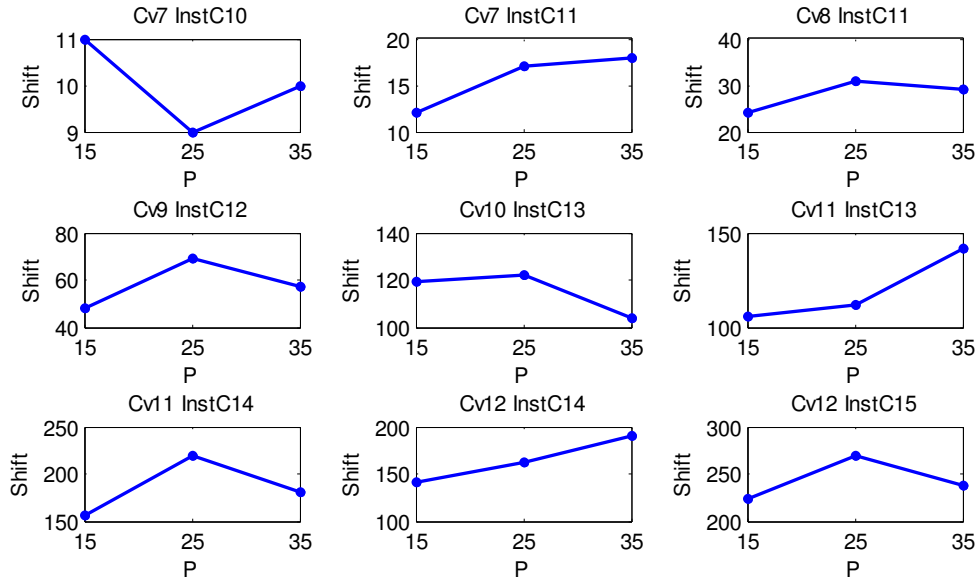 Cv7 InstC10
Cv7 InstC11
Cv8 InstC11
11
10
9
Shift
15
25
35
P
20
15
10
Shift
15
25
35
P
40
30
20
Shift
15
25
35
P
Cv9 InstC12
Cv10 InstC13
Cv11 InstC13
80
60
40
Shift
15
25
35
P
140
120
100
Shift
15
25
35
P
150
100
Shift
15
25
35
P
Cv11 InstC14
Cv12 InstC14
Cv12 InstC15
250
200
150
Shift
15
25
35
P
200
150
100
Shift
15
25
35
P
300
250
200
Shift
15
25
35
P